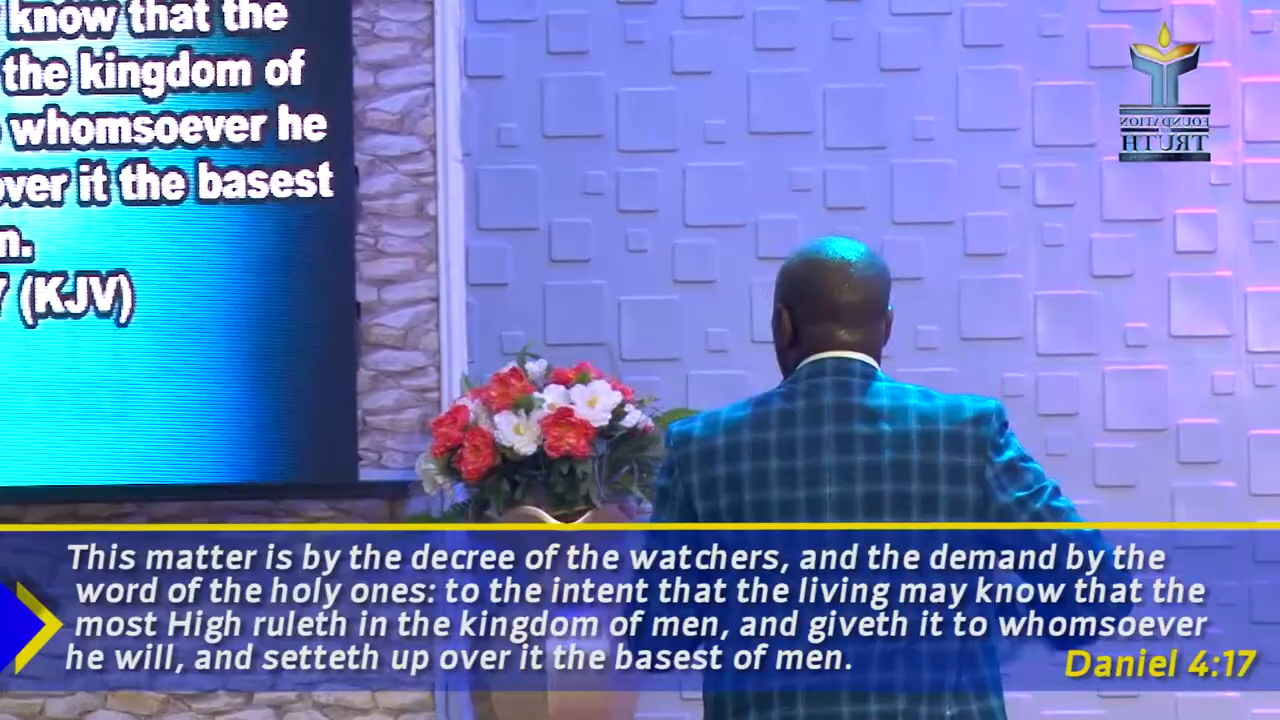 know that the
the kingdom of
whomsoever he
over it the basest
n.
7 (KJV)
FOUNDATION
TRUTH
This matter is by the decree of the watchers, and the demand by the
word of the holy ones: to the intent that the living may know that the
most High ruleth in the kingdom of men, and giveth it to whomsoever
he will, and setteth up over it the basest of men.
Daniel 4:17